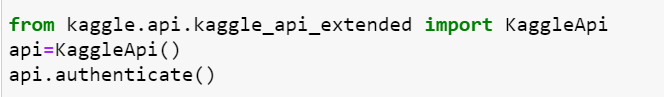 from kaggle.api.kaggle_api_extended import KaggleApi
api=KaggleApi()
api.authenticate()